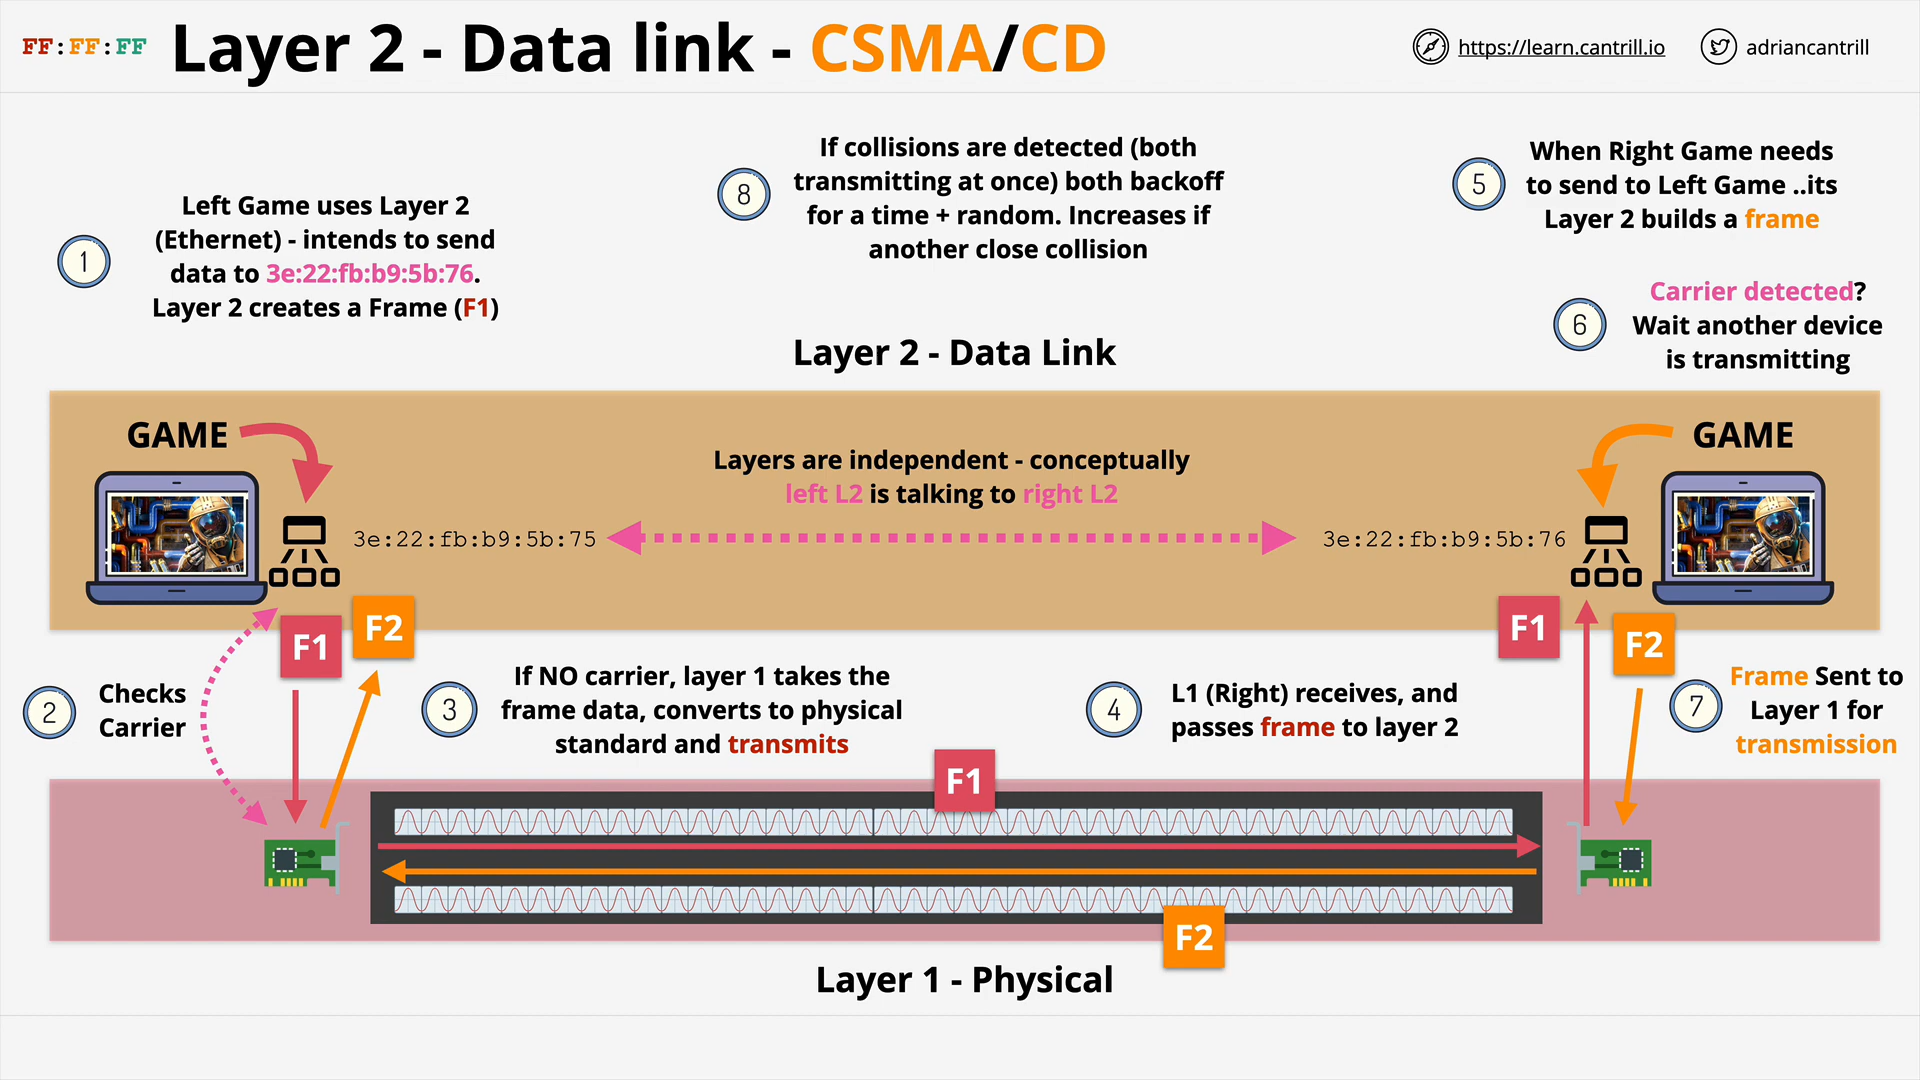 FF:FF:FF
Layer 2 - Data link - CSMA/CD
https://learn.cantrill.io
adriancantrill
1
Left Game uses Layer 2
(Ethernet) - intends to send
data to 3e:22:fb:b9:5b:76.
Layer 2 creates a Frame (F1)
8
If collisions are detected (both
transmitting at once) both backoff
for a time + random. Increases if
another close collision
5
When Right Game needs
to send to Left Game ..its
Layer 2 builds a frame
6
Carrier detected?
Wait another device
is transmitting
Layer 2 - Data Link
GAME
GAME
Layers are independent - conceptually
left L2 is talking to right L2
3e:22:fb:b9:5b:75
3e:22:fb:b9:5b:76
F1
F2
F1
F2
2
Checks
Carrier
3
If NO carrier, layer 1 takes the
frame data, converts to physical
standard and transmits
4
L1 (Right) receives, and
passes frame to layer 2
7
Frame Sent to
Layer 1 for
transmission
F1
F2
Layer 1 - Physical